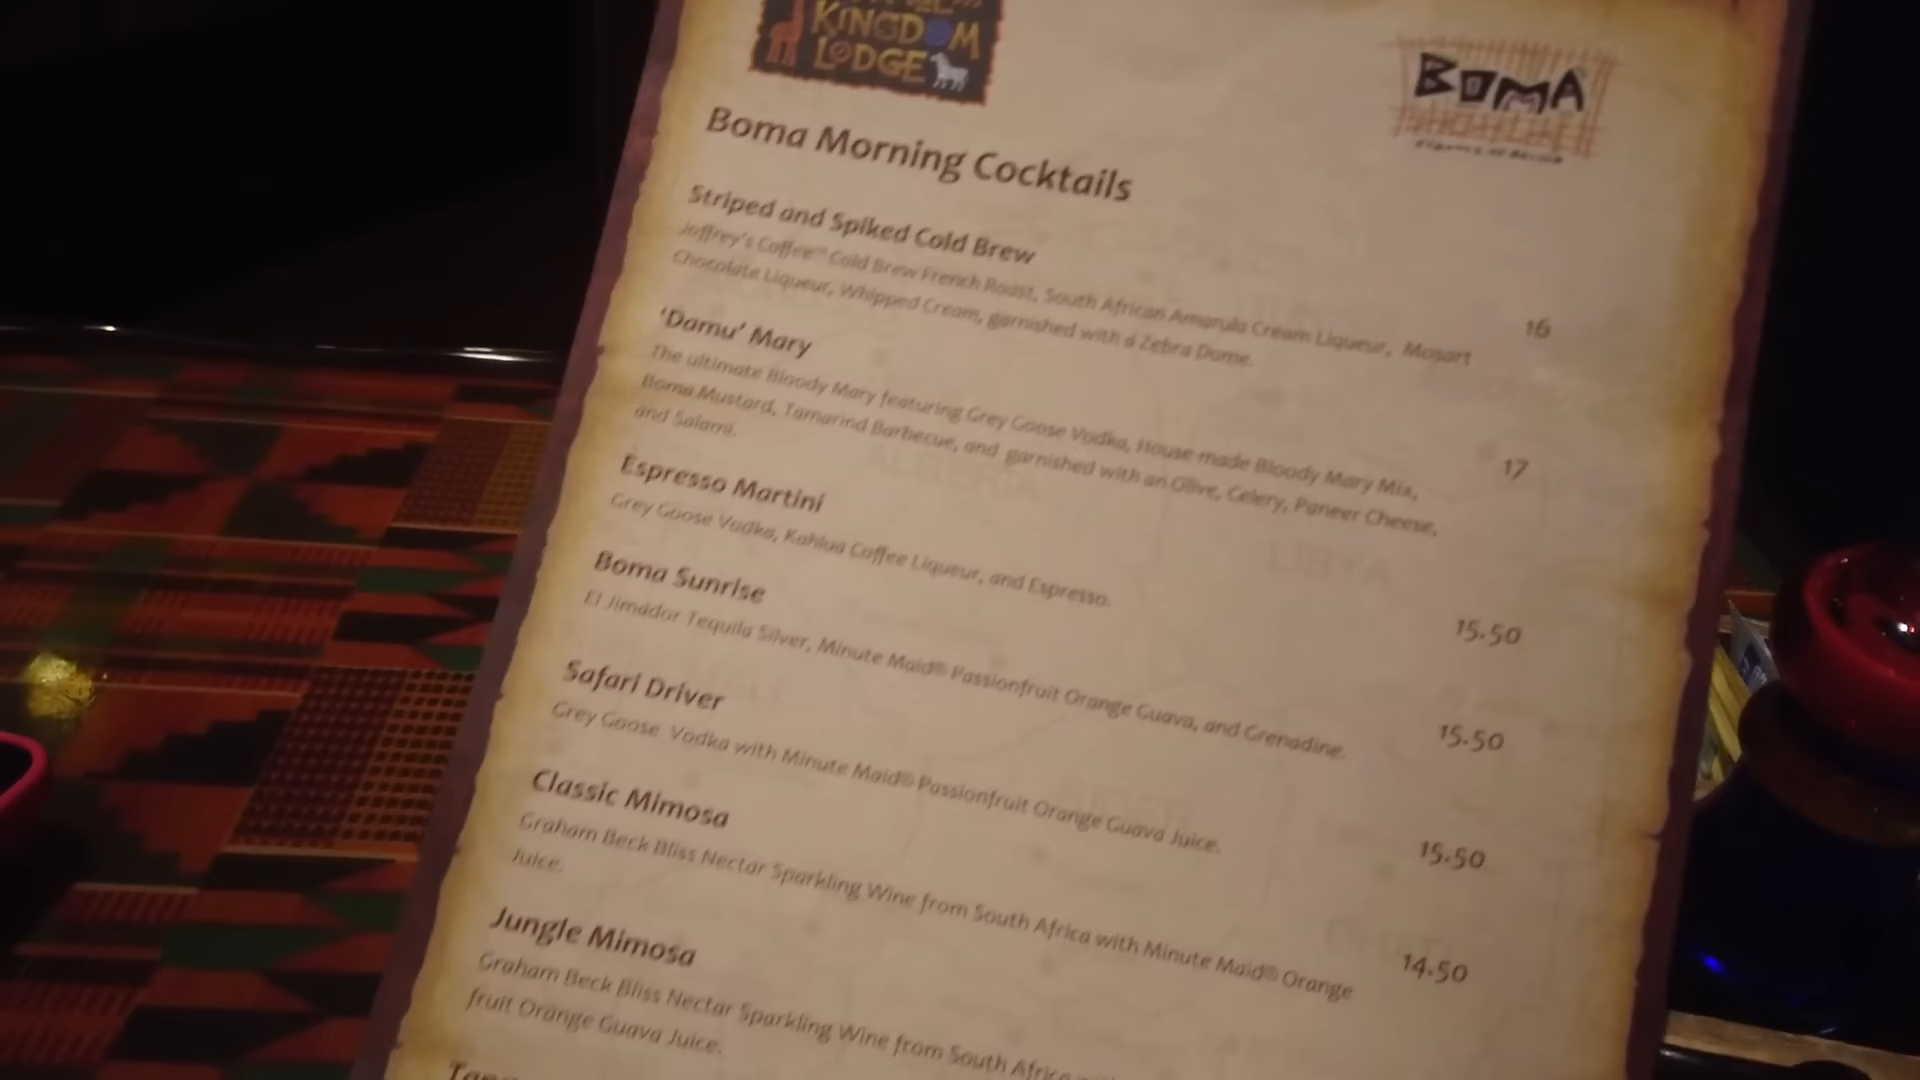 KINGDOM
LODGE
BOMA
Boma Morning Cocktails
Striped and Spiked Cold Brew
Joffrey's Coffee™ Cold Brew French Roast, South African Amarula Cream Liqueur, Mozart 16
Chocolate Liqueur, Whipped Cream, garnished with a Zebra Dome.
'Damu' Mary
The ultimate Bloody Mary featuring Grey Goose Vodka, House-made Bloody Mary Mix, 17
Boma Mustard, Tamarind Barbecue, and garnished with an Olive, Celery, Paneer Cheese,
and Salami.
Espresso Martini
Grey Goose Vodka, Kahlua Coffee Liqueur, and Espresso. 15.50
Boma Sunrise
El Jimador Tequila Silver, Minute Maid® Passionfruit Orange Guava, and Grenadine. 15.50
Safari Driver
Grey Goose Vodka with Minute Maid® Passionfruit Orange Guava Juice. 15.50
Classic Mimosa
Graham Beck Bliss Nectar Sparkling Wine from South Africa with Minute Maid® Orange 14.50
Juice.
Jungle Mimosa
Graham Beck Bliss Nectar Sparkling Wine from South Africa
fruit Orange Guava Juice.
LIBYA